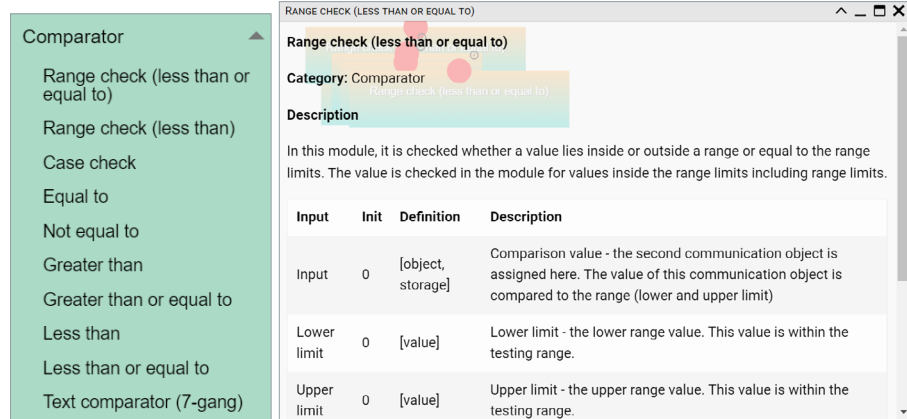 Comparator
Range check (less than or
equal to)
Range check (less than)
Case check
Equal to
Not equal to
Greater than
Greater than or equal to
Less than
Less than or equal to
Text comparator (7-gang)
RANGE CHECK (LESS THAN OR EQUAL TO)
Range check (less than or equal to)
Category: Comparator
Range check (less than or equal to)
Description
In this module, it is checked whether a value lies inside or outside a range or equal to the range
limits. The value is checked in the module for values inside the range limits including range limits.
Input Init Definition Description
Input 0 [object, storage] Comparison value - the second communication object is
assigned here. The value of this communication object is
compared to the range (lower and upper limit)
Lower limit 0 [value] Lower limit - the lower range value. This value is within the
testing range.
Upper limit 0 [value] Upper limit - the upper range value. This value is within the
testing range.